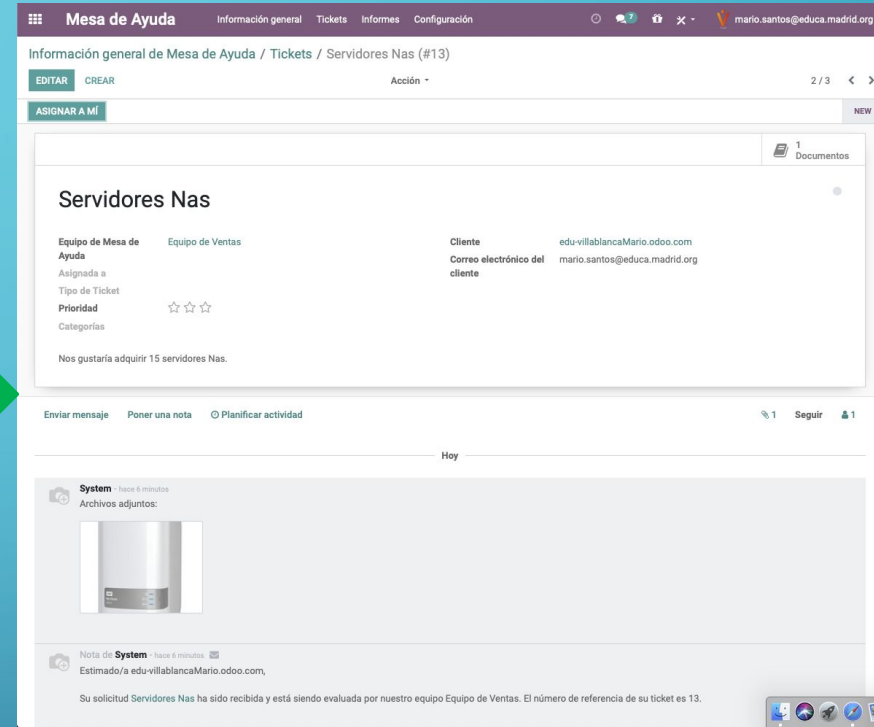 Mesa de Ayuda Información general Tickets Informes Configuración 7 mario.santos@educa.madrid.org
Información general de Mesa de Ayuda / Tickets / Servidores Nas (#13)
EDITAR CREAR Acción 2 / 3
ASIGNAR A MÍ NEW
1
Documentos
Servidores Nas
Equipo de Mesa de Ayuda Equipo de Ventas
Asignada a
Tipo de Ticket
Prioridad
Categorías
Cliente edu-villablancaMario.odoo.com
Correo electrónico del cliente mario.santos@educa.madrid.org
Nos gustaría adquirir 15 servidores Nas.
Enviar mensaje Poner una nota Planificar actividad 1 Seguir 1
Hoy
System - hace 6 minutos
Archivos adjuntos:
Nota de System - hace 6 minutos
Estimado/a edu-villablancaMario.odoo.com,
Su solicitud Servidores Nas ha sido recibida y está siendo evaluada por nuestro equipo Equipo de Ventas. El número de referencia de su ticket es 13.